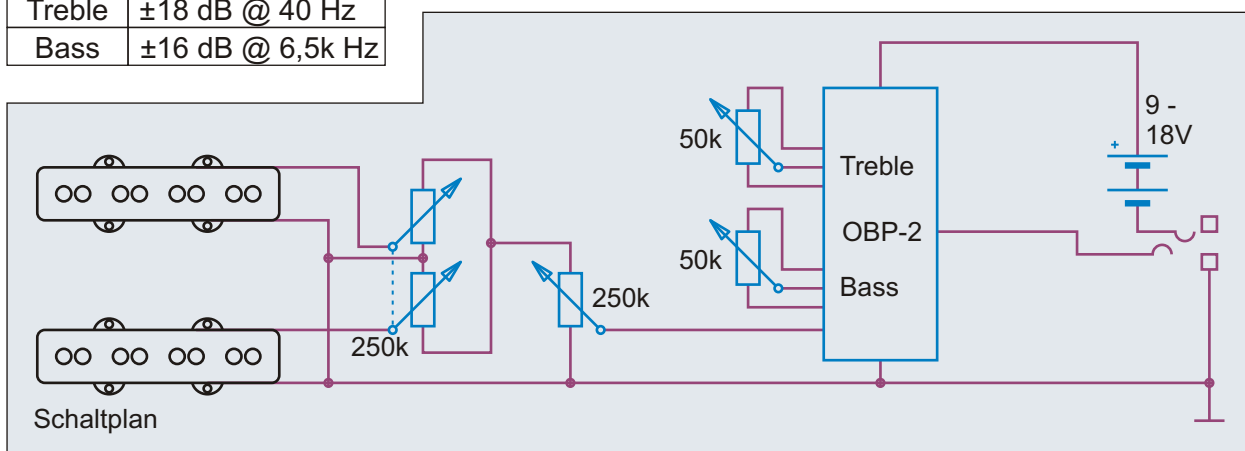 Treble ±18 dB @ 40 Hz
Bass ±16 dB @ 6,5k Hz
9 -
18V
50k
Treble
OBP-2
50k
Bass
250k
250k
+
Schaltplan